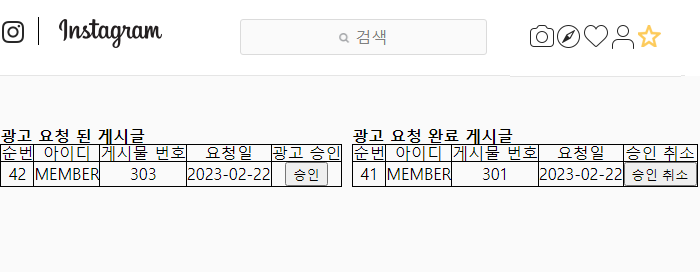 Instagram
검색
광고 요청 된 게시글
순번 아이디 게시물 번호 요청일 광고 승인
42 MEMBER 303 2023-02-22 승인
광고 요청 완료 게시글
순번 아이디 게시물 번호 요청일 승인 취소
41 MEMBER 301 2023-02-22 승인 취소